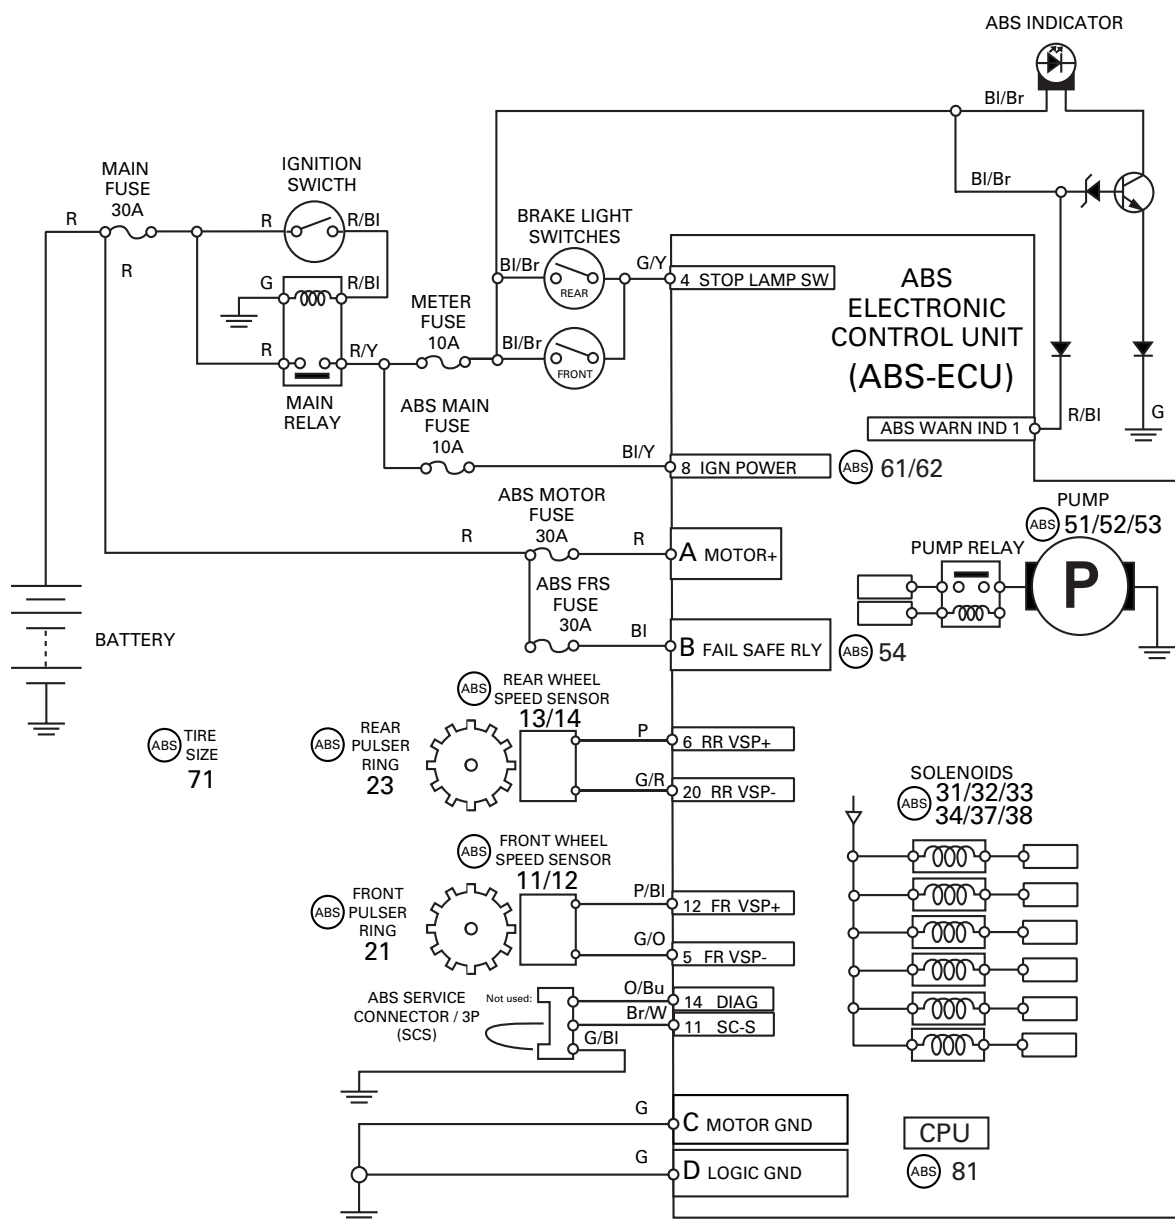 ABS INDICATOR
Bl/Br
Bl/Br
MAIN
FUSE
30A
R
R
IGNITION
SWICTH
R
R/Bl
G
R/Bl
R
R/Y
MAIN
RELAY
METER
FUSE
10A
BRAKE LIGHT
SWITCHES
Bl/Br
REAR
Bl/Br
FRONT
G/Y
4 STOP LAMP SW
ABS
ELECTRONIC
CONTROL UNIT
(ABS-ECU)
ABS WARN IND 1
R/Bl
G
ABS MAIN
FUSE
10A
Bl/Y
8 IGN POWER
ABS 61/62
ABS MOTOR
FUSE
30A
R
R
A MOTOR+
ABS FRS
FUSE
30A
Bl
B FAIL SAFE RLY
ABS 54
PUMP
ABS 51/52/53
PUMP RELAY
P
BATTERY
ABS TIRE
SIZE
71
ABS REAR WHEEL
SPEED SENSOR
13/14
ABS REAR
PULSER
RING
23
P
6 RR VSP+
G/R
20 RR VSP-
ABS FRONT WHEEL
SPEED SENSOR
11/12
ABS FRONT
PULSER
RING
21
P/Bl
12 FR VSP+
G/O
5 FR VSP-
SOLENOIDS
ABS 31/32/33
34/37/38
ABS SERVICE
CONNECTOR / 3P
(SCS)
Not used:
O/Bu
14 DIAG
Br/W
11 SC-S
G/Bl
G
C MOTOR GND
G
D LOGIC GND
CPU
ABS 81